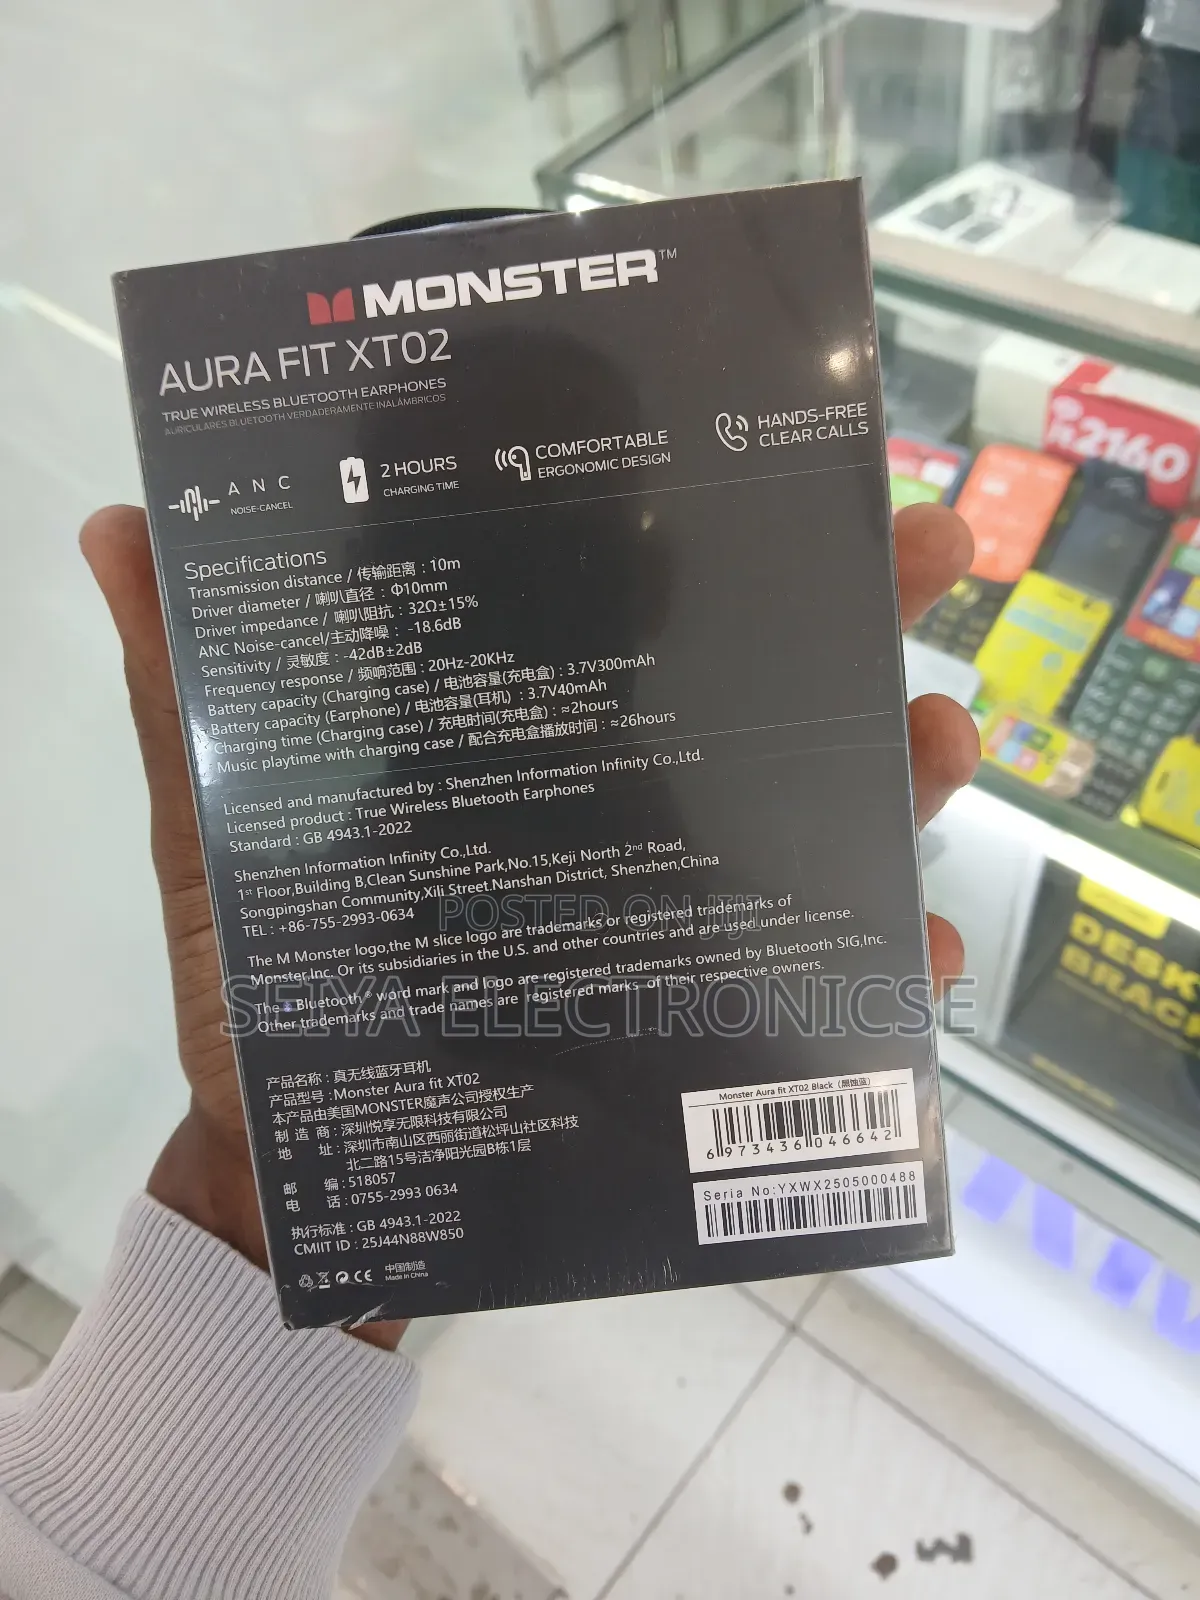 MONSTER™
AURA FIT XT02
TRUE WIRELESS BLUETOOTH EARPHONES
AURICULARES BLUETOOTH VERDADERAMENTE INALÁMBRICOS
ANC
NOISE-CANCEL
2 HOURS
CHARGING TIME
COMFORTABLE
ERGONOMIC DESIGN
HANDS-FREE
CLEAR CALLS
Specifications
Transmission distance / 传输距离 : 10m
Driver diameter / 喇叭直径 : Φ10mm
Driver impedance / 喇叭阻抗 : 32Ω±15%
ANC Noise-cancel/主动降噪 : -18.6dB
Sensitivity / 灵敏度 : -42dB±2dB
Frequency response / 频响范围 : 20Hz-20KHz
Battery capacity (Charging case) / 电池容量(充电盒) : 3.7V300mAh
Battery capacity (Earphone) / 电池容量(耳机) : 3.7V40mAh
Charging time (Charging case) / 充电时间(充电盒) : ≈2hours
Music playtime with charging case / 配合充电盒播放时间 : ≈26hours
Licensed and manufactured by : Shenzhen Information Infinity Co.,Ltd.
Licensed product : True Wireless Bluetooth Earphones
Standard : GB 4943.1-2022
Shenzhen Information Infinity Co.,Ltd.
1st Floor,Building B,Clean Sunshine Park,No.15,Keji North 2nd Road,
Songpingshan Community,Xili Street.Nanshan District, Shenzhen,China
TEL : +86-755-2993-0634
The M Monster logo,the M slice logo are trademarks or registered trademarks of
Monster,Inc. Or its subsidiaries in the U.S. and other countries and are used under license.
The Bluetooth® word mark and logo are registered trademarks owned by Bluetooth SIG,Inc.
Other trademarks and trade names are registered marks of their respective owners.
POSTED ON JIJI
SEIYA ELECTRONICSE
产品名称 : 真无线蓝牙耳机
产品型号 : Monster Aura fit XT02
本产品由美国MONSTER魔声公司授权生产
制 造 商 : 深圳悦享无限科技有限公司
地 址 : 深圳市南山区西丽街道松坪山社区科技
北二路15号洁净阳光园B栋1层
邮 编 : 518057
电 话 : 0755-2993 0634
执行标准 : GB 4943.1-2022
CMIIT ID : 25J44N88W850
CE
中国制造
Made in China
Monster Aura fit XT02 Black (黑蚀蓝)
6 973436 046642
Seria No:YXWX2505000488
2160
DESK
BRAC